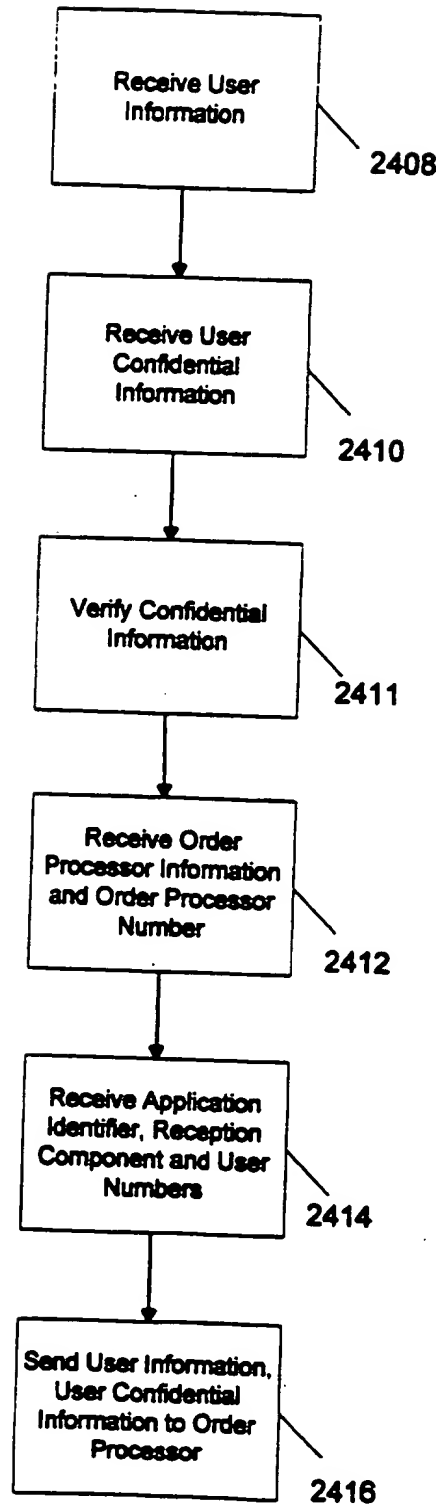 Receive User
Information
2408
Receive User
Confidential
Information
2410
Verify Confidential
Information
2411
Receive Order
Processor Information
and Order Processor
Number
2412
Receive Application
Identifier, Reception
Component and User
Numbers
2414
Send User Information,
User Confidential
Information to Order
Processor
2416